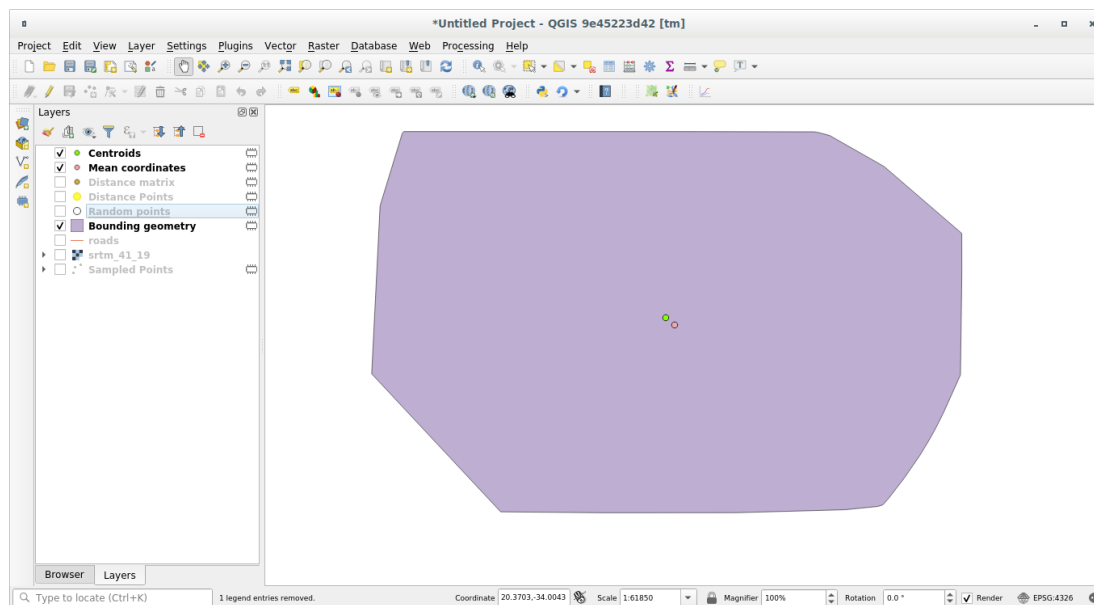 *Untitled Project - QGIS 9e45223d42 [tm]
Project Edit View Layer Settings Plugins Vector Raster Database Web Processing Help
Layers
Centroids
Mean coordinates
Distance matrix
Distance Points
Random points
Bounding geometry
roads
srtm_41_19
Sampled Points
Browser Layers
Type to locate (Ctrl+K) 1 legend entries removed. Coordinate 20.3703,-34.0043 Scale 1:61850 Magnifier 100% Rotation 0.0 ° Render EPSG:4326